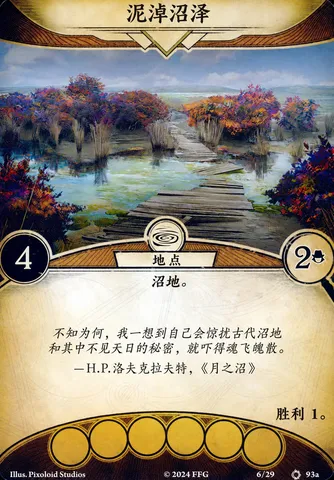 泥淖沼泽
4
2
地点
沼地。
不知为何，我一想到自己会惊扰古代沼地
和其中不见天日的秘密，就吓得魂飞魄散。
—H.P.洛夫克拉夫特，《月之沼》
胜利 1。
Illus. Pixoloid Studios
© 2024 FFG
6/29
93a